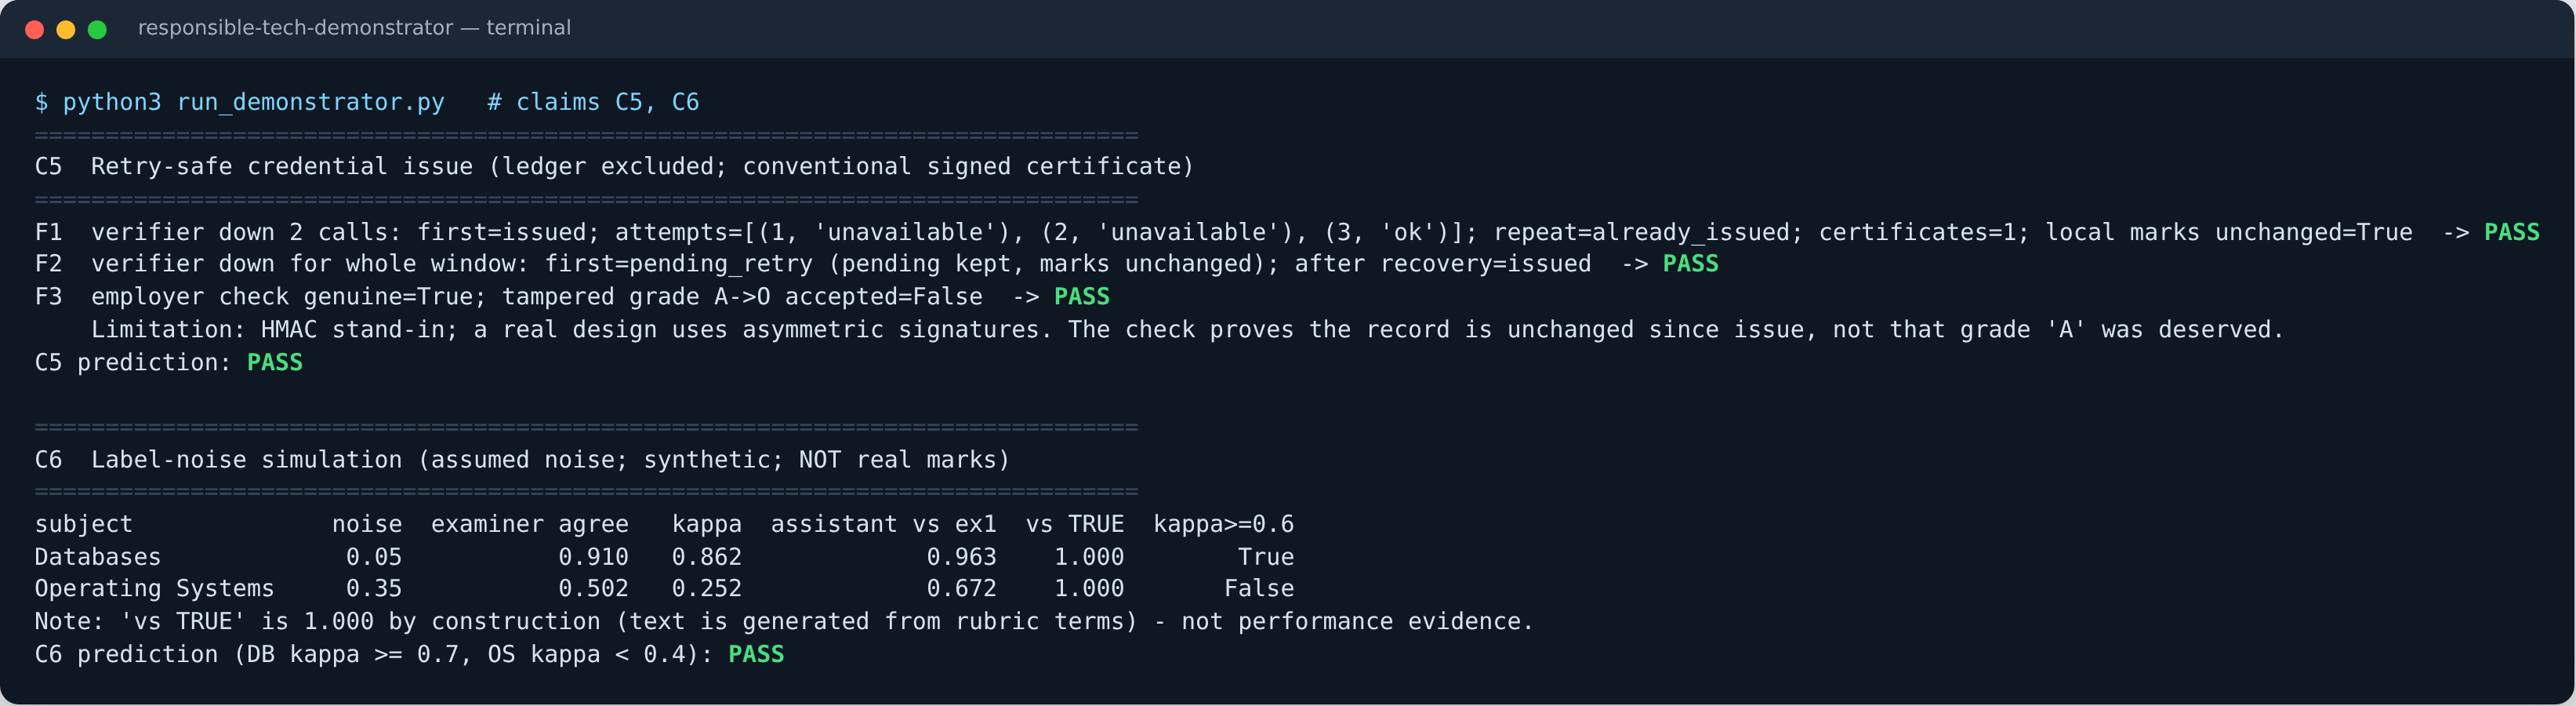 responsible-tech-demonstrator — terminal
$ python3 run_demonstrator.py   # claims C5, C6
==============================================================================
C5  Retry-safe credential issue (ledger excluded; conventional signed certificate)
==============================================================================
F1  verifier down 2 calls: first=issued; attempts=[(1, 'unavailable'), (2, 'unavailable'), (3, 'ok')]; repeat=already_issued; certificates=1; local marks unchanged=True  -> PASS
F2  verifier down for whole window: first=pending_retry (pending kept, marks unchanged); after recovery=issued  -> PASS
F3  employer check genuine=True; tampered grade A->O accepted=False  -> PASS
    Limitation: HMAC stand-in; a real design uses asymmetric signatures. The check proves the record is unchanged since issue, not that grade 'A' was deserved.
C5 prediction: PASS
==============================================================================
C6  Label-noise simulation (assumed noise; synthetic; NOT real marks)
==============================================================================
subject              noise  examiner agree   kappa  assistant vs ex1  vs TRUE  kappa>=0.6
Databases             0.05           0.910   0.862             0.963    1.000        True
Operating Systems     0.35           0.502   0.252             0.672    1.000       False
Note: 'vs TRUE' is 1.000 by construction (text is generated from rubric terms) - not performance evidence.
C6 prediction (DB kappa >= 0.7, OS kappa < 0.4): PASS